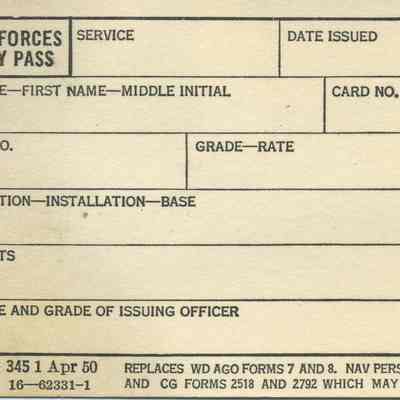 FORCES
Y PASS
SERVICE
DATE ISSUED
E—FIRST NAME—MIDDLE INITIAL
CARD NO.
O.
GRADE—RATE
TION—INSTALLATION—BASE
TS
E AND GRADE OF ISSUING OFFICER
345 1 Apr 50
16—62331-1
REPLACES WD AGO FORMS 7 AND 8. NAV PERS
AND CG FORMS 2518 AND 2792 WHICH MAY